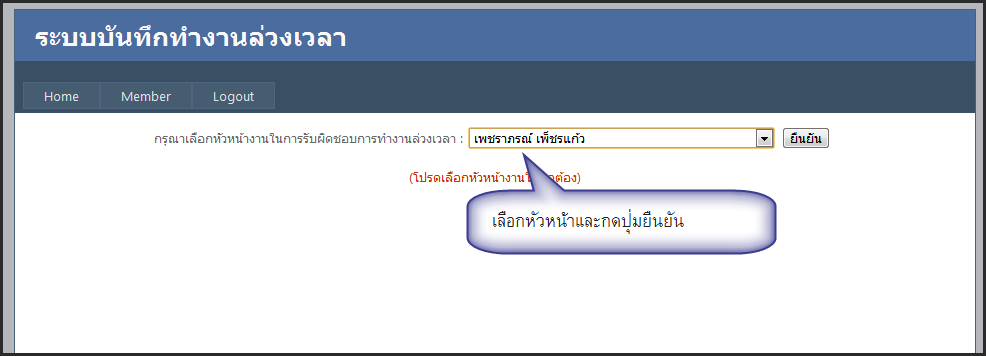 ระบบบันทึกทำงานล่วงเวลา
Home Member Logout
กรุณาเลือกหัวหน้างานในการรับผิดชอบการทำงานล่วงเวลา : เพชราภรณ์ เพ็ชรแก้ว ยืนยัน
(โปรดเลือกหัวหน้างาน ต้อง)
เลือกหัวหน้าและกดปุ่มยืนยัน